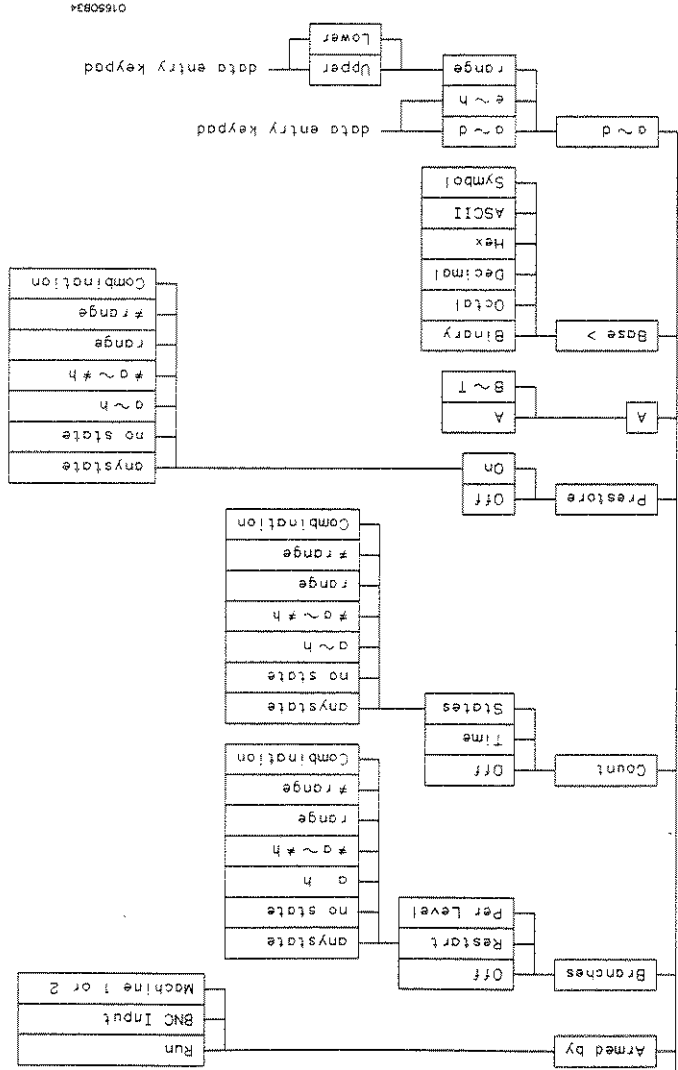 Armed by
Run
BNC Input
Machine 1 or 2
Branches
Off
Restart
Per Level
anystate
no state
a h
≠ a ~ ≠ h
range
≠ range
Combination
Count
Off
Time
States
anystate
no state
a ~ h
≠ a ~ ≠ h
range
≠ range
Combination
Prestore
Off
On
anystate
no state
a ~ h
≠ a ~ ≠ h
range
≠ range
Combination
A
A
B ~ T
Base >
Binary
Octal
Decimal
Hex
ASCII
Symbol
a ~ d
a ~ d
e ~ h
range
data entry keypad
Upper
Lower
data entry keypad
01650B34